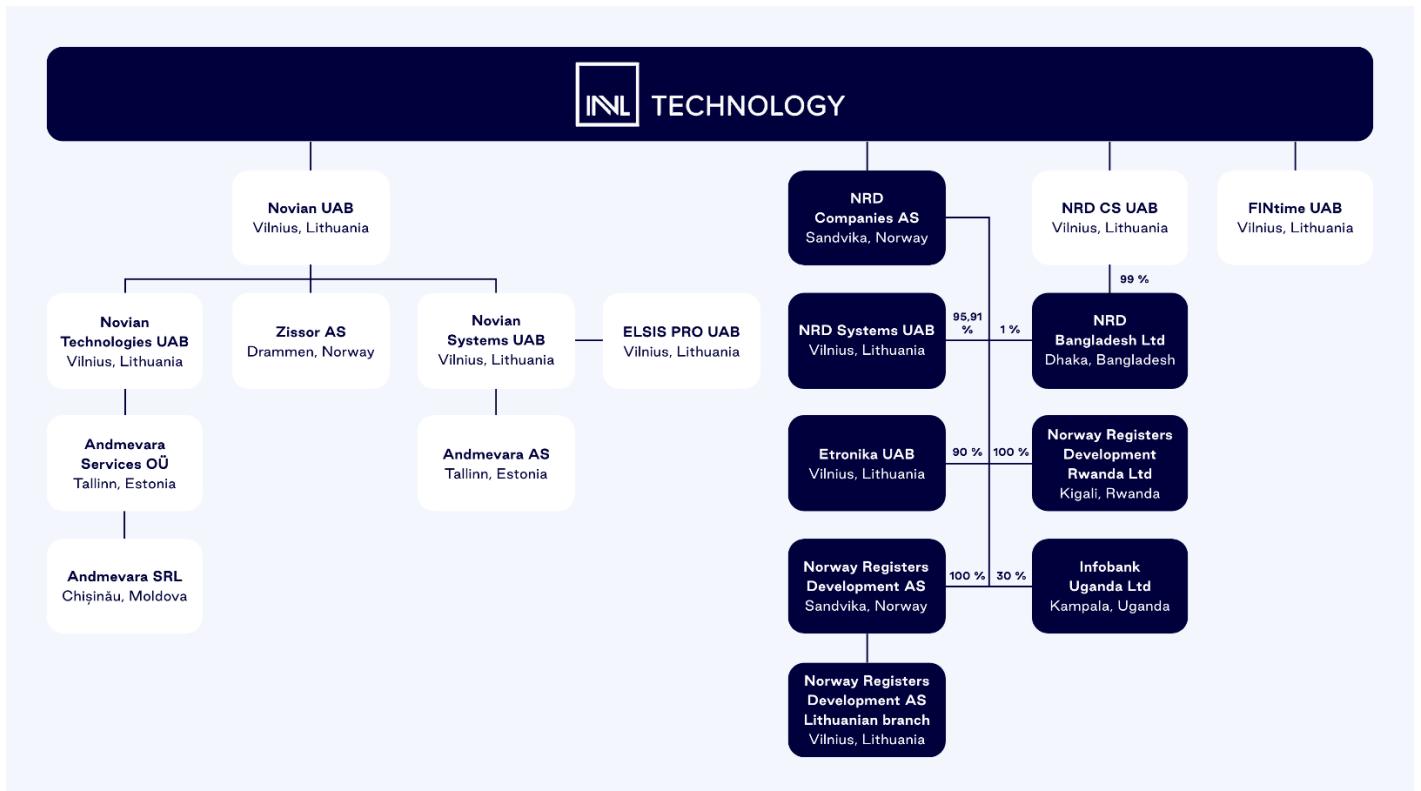 INVL TECHNOLOGY
Novian UAB
Vilnius, Lithuania
NRD
Companies AS
Sandvika, Norway
NRD CS UAB
Vilnius, Lithuania
FINtime UAB
Vilnius, Lithuania
99 %
Novian
Technologies UAB
Vilnius, Lithuania
Zissor AS
Drammen, Norway
Novian
Systems UAB
Vilnius, Lithuania
ELSIS PRO UAB
Vilnius, Lithuania
NRD Systems UAB
Vilnius, Lithuania
95,91
%
1 %
NRD
Bangladesh Ltd
Dhaka, Bangladesh
Andmevara
Services OÜ
Tallinn, Estonia
Andmevara AS
Tallinn, Estonia
Etronika UAB
Vilnius, Lithuania
90 %
100 %
Norway Registers
Development
Rwanda Ltd
Kigali, Rwanda
Andmevara SRL
Chișinău, Moldova
Norway Registers
Development AS
Sandvika, Norway
100 %
30 %
Infobank
Uganda Ltd
Kampala, Uganda
Norway Registers
Development AS
Lithuanian branch
Vilnius, Lithuania